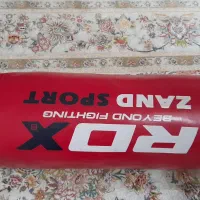 RDX
BEYOND FIGHTING
ZAND SPORT